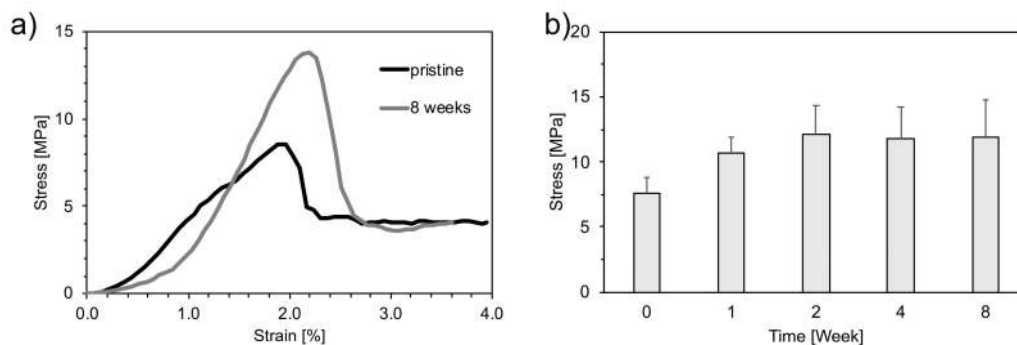 a)
15
10
5
0
Stress [MPa]
0.0 1.0 2.0 3.0 4.0
Strain [%]
pristine
8 weeks
b)
20
15
10
5
0
Stress [MPa]
0 1 2 4 8
Time [Week]